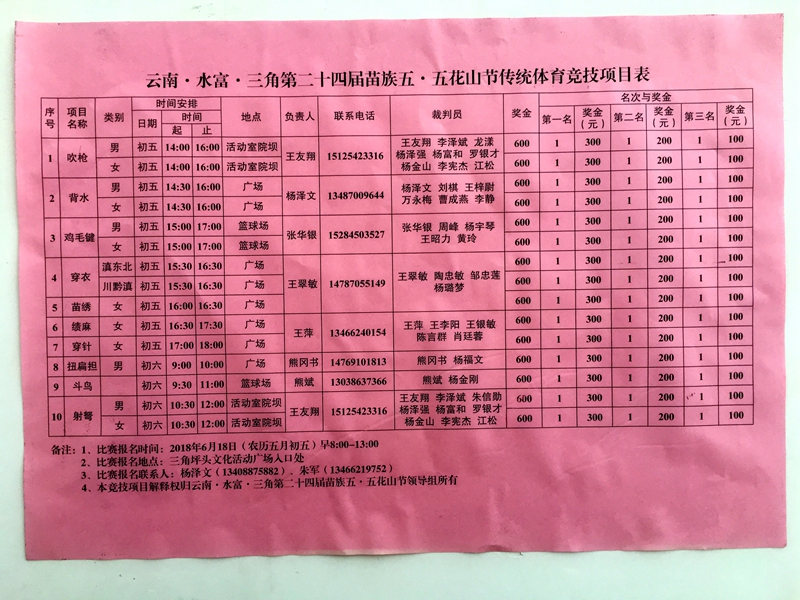 云南·水富·三角第二十四届苗族五·五花山节传统体育竞技项目表
序号 项目名称 类别 时间安排 日期 时间 起 止 地点 负责人 联系电话 裁判员 奖金 名次与奖金 第一名 奖金（元） 第二名 奖金（元） 第三名 奖金（元）
1 吹枪 男 初五 14:00 16:00 活动室院坝 王友翔 15125423316 王友翔 李泽斌 龙漾 杨泽强 杨富和 罗银才 杨金山 李宪杰 江松 600 1 300 1 200 1 100
女 初五 14:00 16:00 活动室院坝 600 1 300 1 200 1 100
2 背水 男 初五 14:30 16:00 广场 杨泽文 13487009644 杨泽文 刘棋 王梓尉 万永梅 曹成燕 李静 600 1 300 1 200 1 100
女 初五 14:30 16:00 广场 600 1 300 1 200 1 100
3 鸡毛毽 男 初五 15:00 17:00 篮球场 张华银 15284503527 张华银 周峰 杨宇琴 王昭力 黄玲 600 1 300 1 200 1 100
女 初五 15:00 17:00 篮球场 600 1 300 1 200 1 100
4 穿衣 滇东北 初五 15:30 16:30 广场 王翠敏 14787055149 王翠敏 陶忠敏 邹忠莲 杨璐梦 600 1 300 1 200 1 100
川黔滇 初五 15:30 16:30 广场 600 1 300 1 200 1 100
5 苗绣 女 初五 16:00 16:30 广场 600 1 300 1 200 1 100
6 绩麻 女 初五 16:30 17:30 广场 王萍 13466240154 王萍 王李阳 王银敏 陈言群 肖廷蓉 600 1 300 1 200 1 100
7 穿针 女 初五 17:00 18:00 广场 600 1 300 1 200 1 100
8 扭扁担 男 初六 9:00 10:00 广场 熊冈书 14769101813 熊冈书 杨福文 600 1 300 1 200 1 100
9 斗鸟 初六 9:30 11:00 篮球场 熊斌 13038637366 熊斌 杨金刚 600 1 300 1 200 1 100
10 射弩 男 初六 10:30 12:00 活动室院坝 王友翔 15125423316 王友翔 李泽斌 朱信勋 杨泽强 杨富和 罗银才 杨金山 李宪杰 江松 600 1 300 1 200 1 100
女 初六 10:30 12:00 活动室院坝 600 1 300 1 200 1 100
备注：1、比赛报名时间：2018年6月18日（农历五月初五）早8:00-13:00
2、比赛报名地点：三角坪头文化活动广场入口处
3、比赛报名联系人：杨泽文（13408875882）、朱军（13466219752）
4、本竞技项目解释权归云南·水富·三角第二十四届苗族五·五花山节领导组所有